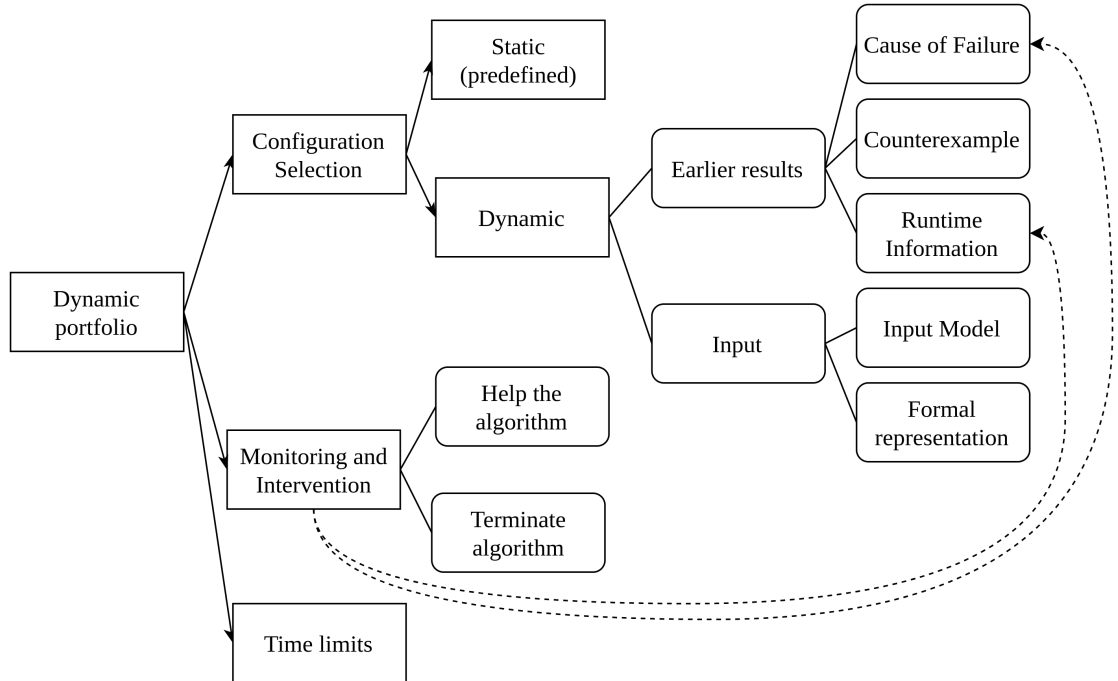 Dynamic
portfolio
Configuration
Selection
Static
(predefined)
Dynamic
Earlier results
Cause of Failure
Counterexample
Runtime
Information
Input
Input Model
Formal
representation
Monitoring and
Intervention
Help the
algorithm
Terminate
algorithm
Time limits